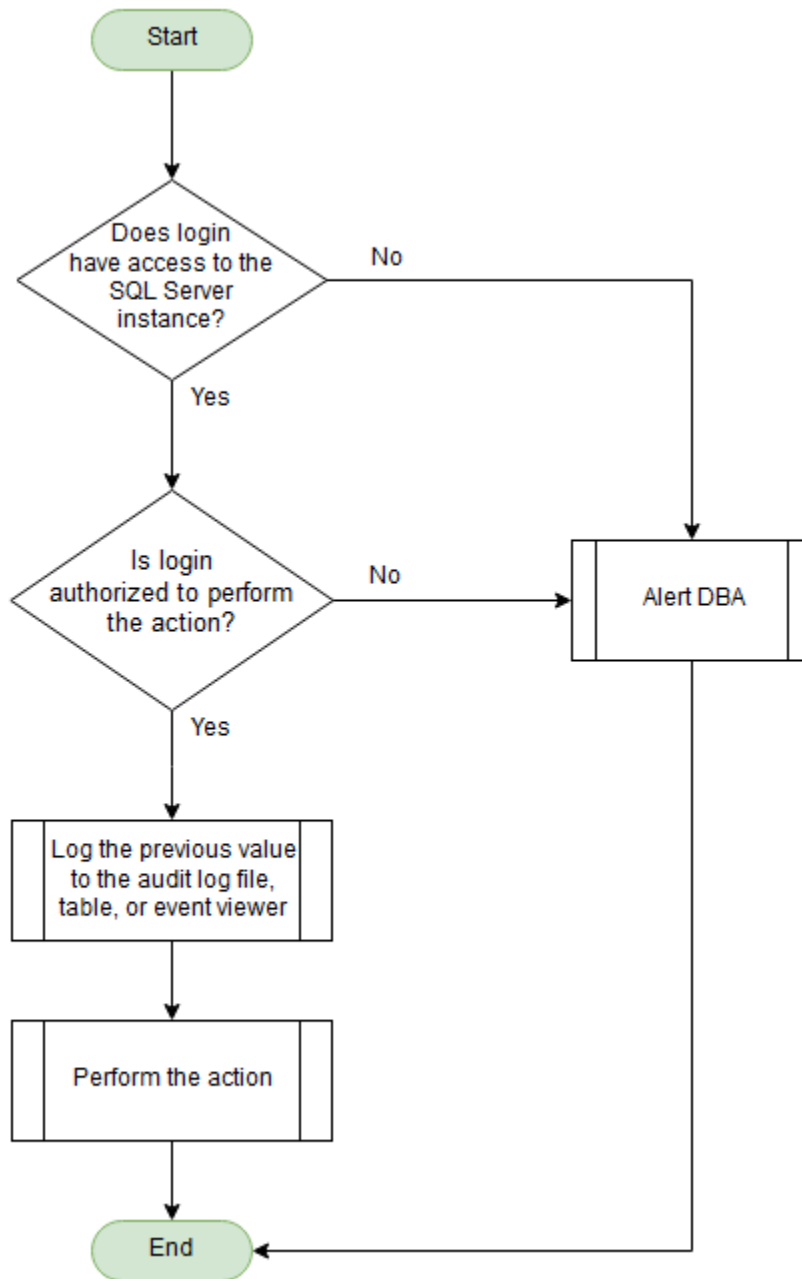 Start
Does login
have access to the
SQL Server
instance?
No
Yes
Is login
authorized to perform
the action?
No
Alert DBA
Yes
Log the previous value
to the audit log file,
table, or event viewer
Perform the action
End